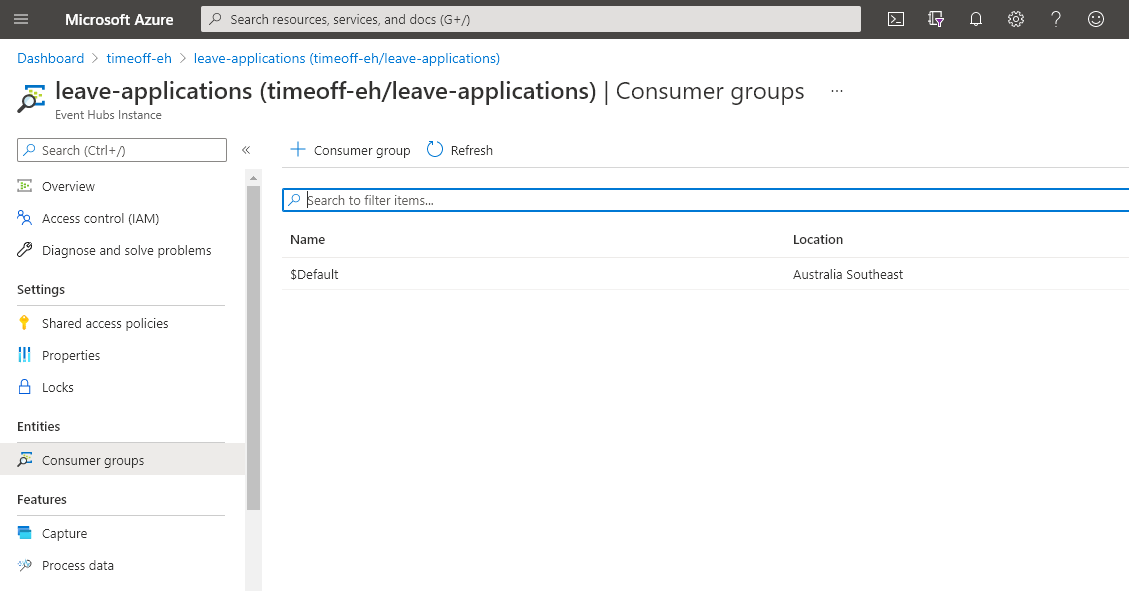 Microsoft Azure
Search resources, services, and docs (G+/)
Dashboard > timeoff-eh > leave-applications (timeoff-eh/leave-applications)
leave-applications (timeoff-eh/leave-applications) | Consumer groups ...
Event Hubs Instance
Search (Ctrl+/)
«
Consumer group
Refresh
Overview
Access control (IAM)
Diagnose and solve problems
Settings
Shared access policies
Properties
Locks
Entities
Consumer groups
Features
Capture
Process data
Search to filter items...
Name Location
$Default Australia Southeast